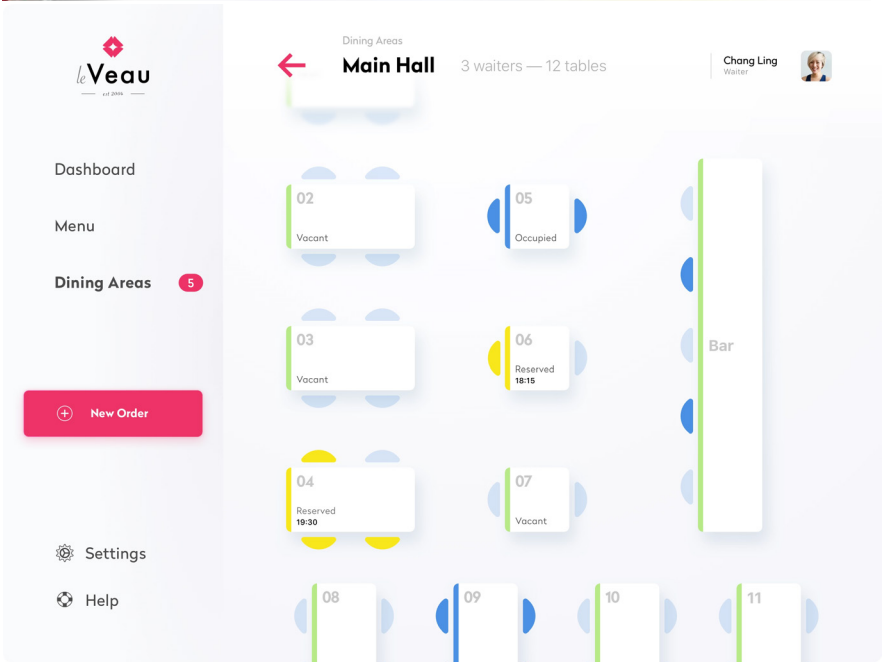 leVeau
est 2006
Dashboard
Menu
Dining Areas 5
New Order
Settings
Help
Dining Areas
Main Hall 3 waiters — 12 tables
Chang Ling
Waiter
02
Vacant
05
Occupied
03
Vacant
06
Reserved
18:15
Bar
04
Reserved
19:30
07
Vacant
08
09
10
11